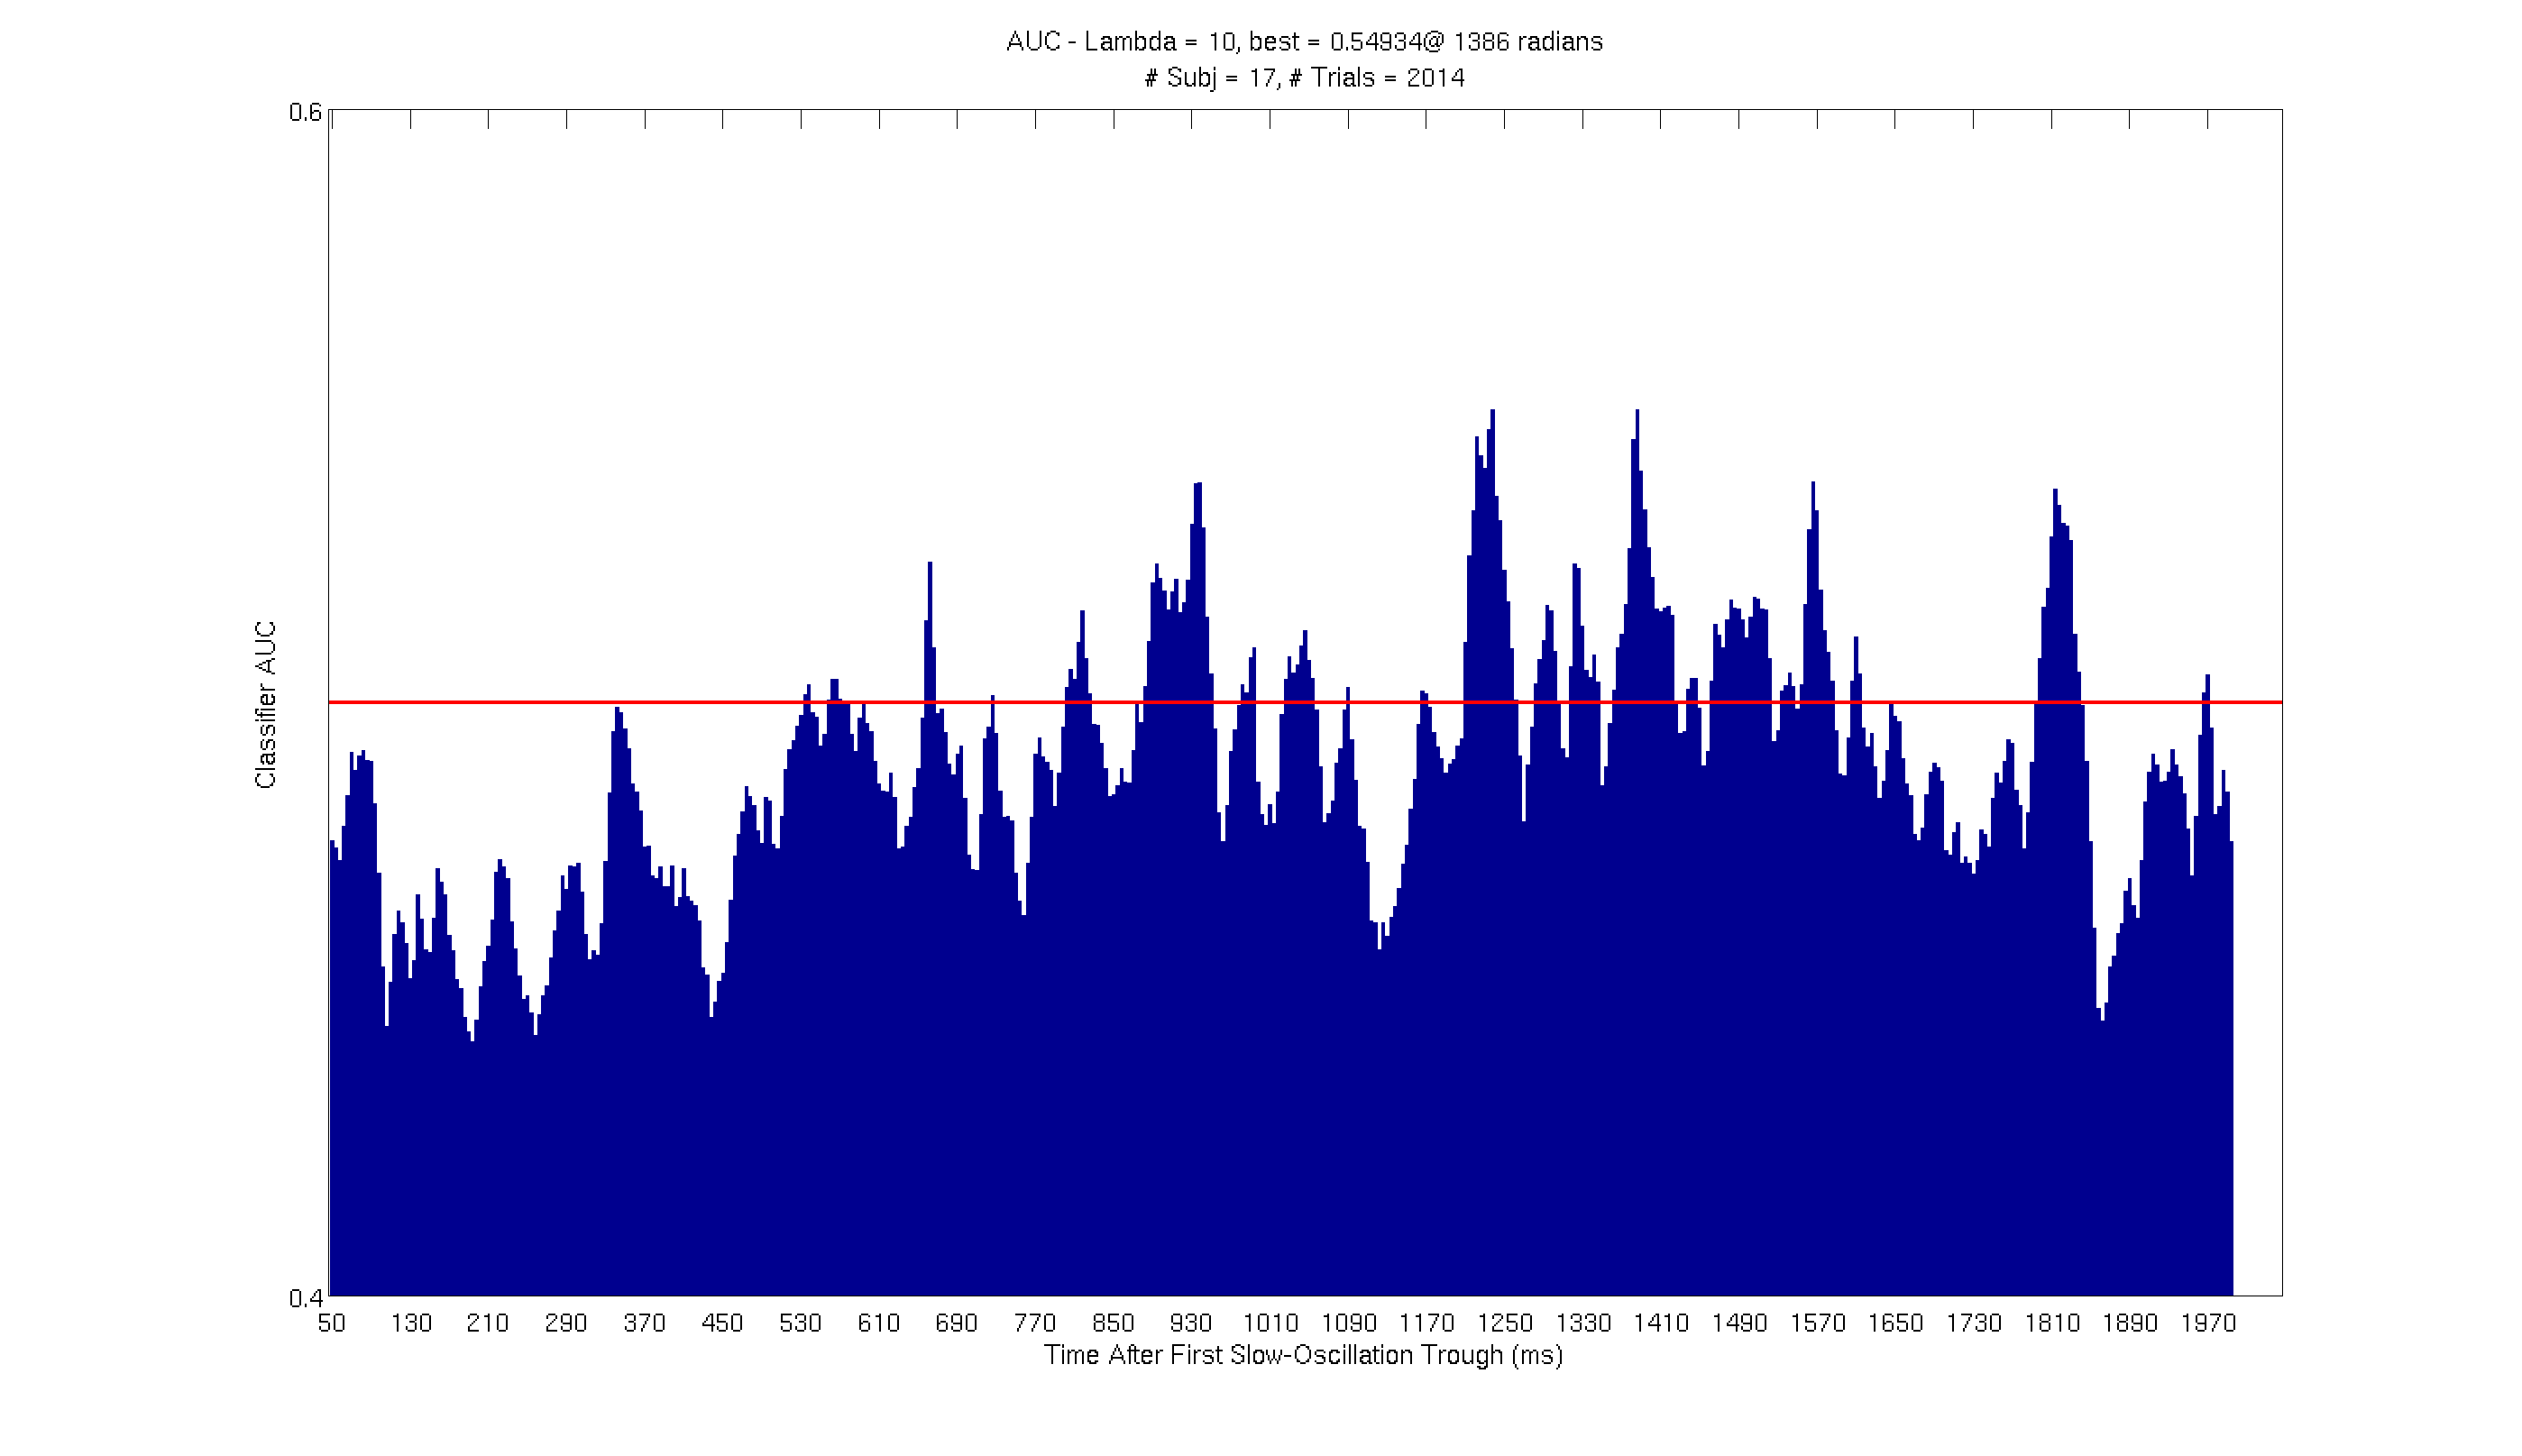 AUC - Lambda = 10, best = 0.54934@ 1386 radians
# Subj = 17, # Trials = 2014
0.6
Classifier AUC
0.4
50 130 210 290 370 450 530 610 690 770 850 930 1010 1090 1170 1250 1330 1410 1490 1570 1650 1730 1810 1890 1970
Time After First Slow-Oscillation Trough (ms)